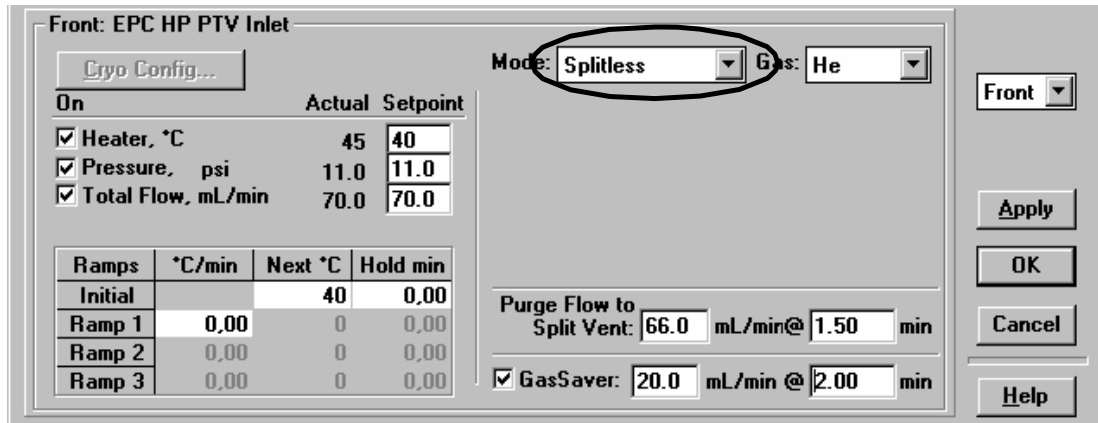 Front: EPC HP PTV Inlet
Cryo Config...
Mode: Splitless Gas: He
Front
On Actual Setpoint
Heater, °C 45 40
Pressure, psi 11.0 11.0
Total Flow, mL/min 70.0 70.0
Apply
Ramps °C/min Next °C Hold min
Initial 40 0,00
Ramp 1 0,00 0 0,00
Ramp 2 0,00 0 0,00
Ramp 3 0,00 0 0,00
OK
Purge Flow to
Split Vent: 66.0 mL/min@ 1.50 min
Cancel
GasSaver: 20.0 mL/min @ 2.00 min
Help